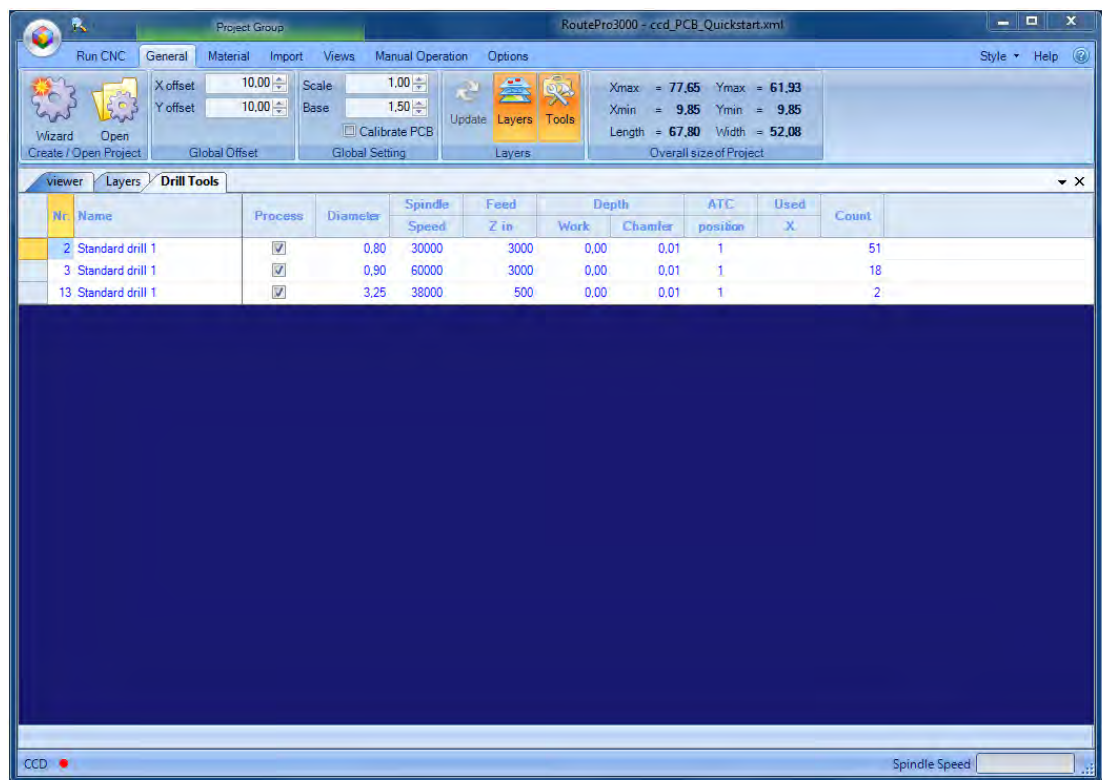 Project Group RoutePro3000 - ccd_PCB_Quickstart.xml
Run CNC General Material Import Views Manual Operation Options Style Help
X offset 10,00 Scale 1,00 Xmax = 77,65 Ymax = 61,93
Y offset 10,00 Base 1,50 Update Layers Tools Xmin = 9,85 Ymin = 9,85
Wizard Open Calibrate PCB Length = 67,80 Width = 52,08
Create / Open Project Global Offset Global Setting Layers Overall size of Project
viewer Layers Drill Tools
Nr. Name Process Diameter Spindle Feed Depth ATC Used Count
Speed Z in Work Chamfer position X
2 Standard drill 1 0,80 30000 3000 0,00 0,01 1 51
3 Standard drill 1 0,90 60000 3000 0,00 0,01 1 18
13 Standard drill 1 3,25 38000 500 0,00 0,01 1 2
CCD Spindle Speed